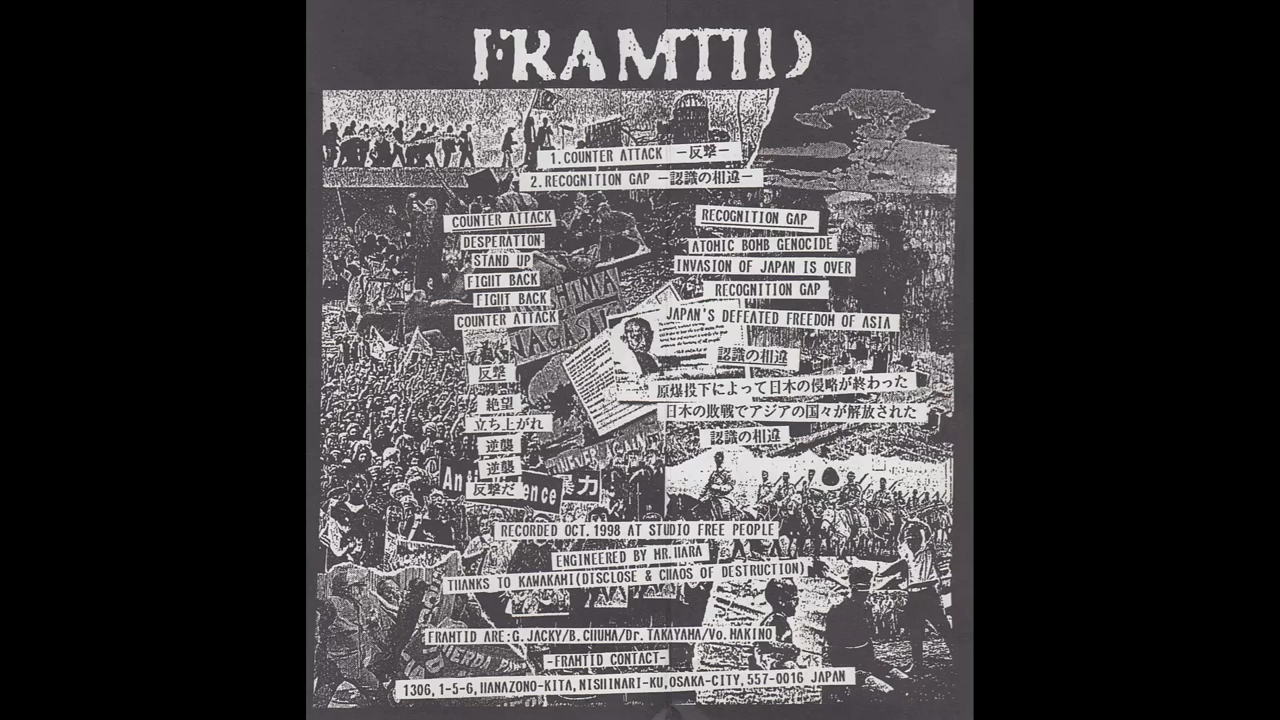 FRAMTID
1.COUNTER ATTACK －反撃－
2.RECOGNITION GAP －認識の相違－
COUNTER ATTACK
DESPERATION
STAND UP
FIGHT BACK
FIGHT BACK
COUNTER ATTACK
反撃
絶望
立ち上がれ
逆襲
逆襲
反撃だ
RECOGNITION GAP
ATOMIC BOMB GENOCIDE
INVASION OF JAPAN IS OVER
RECOGNITION GAP
JAPAN'S DEFEATED FREEDOM OF ASIA
認識の相違
原爆投下によって日本の侵略が終わった
日本の敗戦でアジアの国々が解放された
認識の相違
NAGASA
暴力
RECORDED OCT.1998 AT STUDIO FREE PEOPLE
ENGINEERED BY MR.HARA
THANKS TO KAWAKAMI(DISCLOSE & CHAOS OF DESTRUCTION)
FRAMTID ARE:G.JACKY/B.CHUMA/Dr.TAKAYAMA/Vo.MAKINO
-FRAMTID CONTACT-
1306,1-5-6,HANAZONO-KITA,NISHINARI-KU,OSAKA-CITY,557-0016 JAPAN